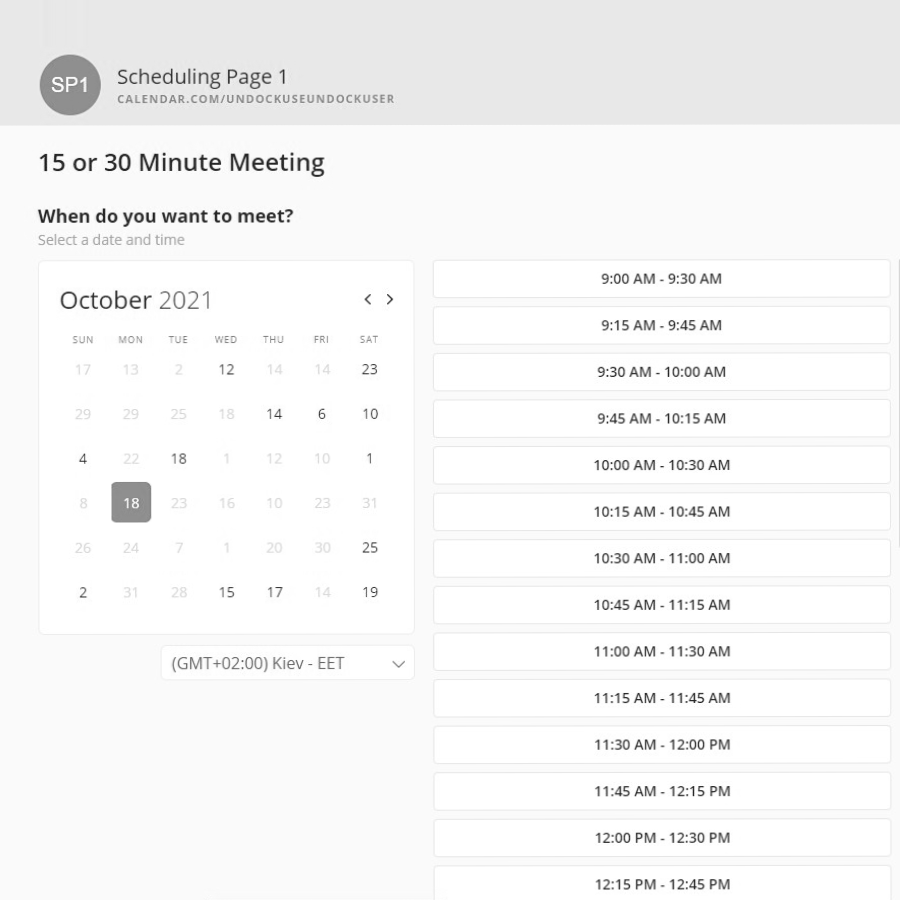 SP1
Scheduling Page 1
CALENDAR.COM/UNDOCKUSEUNDOCKUSER
15 or 30 Minute Meeting
When do you want to meet?
Select a date and time
October 2021
SUN MON TUE WED THU FRI SAT
17 13 2 12 14 14 23
29 29 25 18 14 6 10
4 22 18 1 12 10 1
8 18 23 16 10 23 31
26 24 7 1 20 30 25
2 31 28 15 17 14 19
(GMT+02:00) Kiev - EET
9:00 AM - 9:30 AM
9:15 AM - 9:45 AM
9:30 AM - 10:00 AM
9:45 AM - 10:15 AM
10:00 AM - 10:30 AM
10:15 AM - 10:45 AM
10:30 AM - 11:00 AM
10:45 AM - 11:15 AM
11:00 AM - 11:30 AM
11:15 AM - 11:45 AM
11:30 AM - 12:00 PM
11:45 AM - 12:15 PM
12:00 PM - 12:30 PM
12:15 PM - 12:45 PM